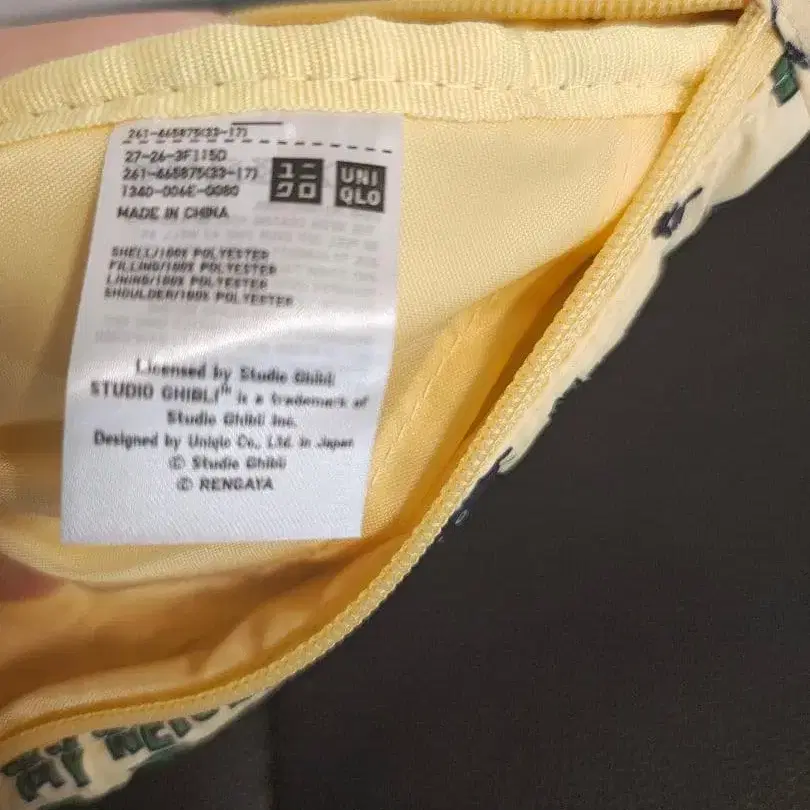 261-465875(33-17)
27-26-3F115D
261-465875(33-17)
1340-006E-0080
ユニ
クロ
UNI
QLO
MADE IN CHINA
SHELL/100% POLYESTER
FILLING/100% POLYESTER
LINING/100% POLYESTER
SHOULDER/100% POLYESTER
Licensed by Studio Ghibli
STUDIO GHIBLI™ is a trademark of
Studio Ghibli Inc.
Designed by Uniqlo Co., Ltd. in Japan
© Studio Ghibli
© RENGAYA
MY NEI